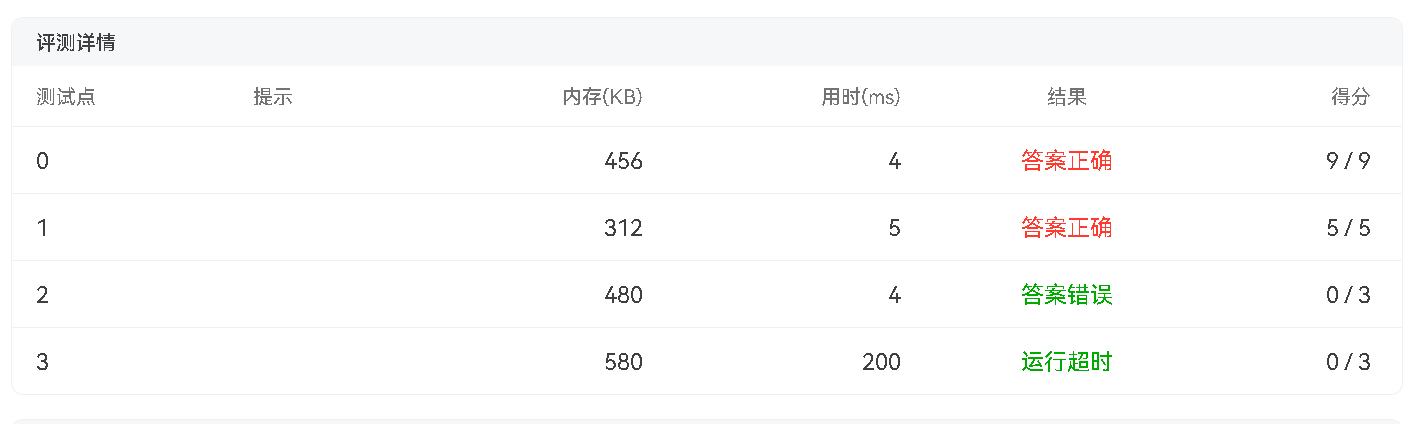 评测详情
测试点 提示 内存(KB) 用时(ms) 结果 得分
0 456 4 答案正确 9 / 9
1 312 5 答案正确 5 / 5
2 480 4 答案错误 0 / 3
3 580 200 运行超时 0 / 3